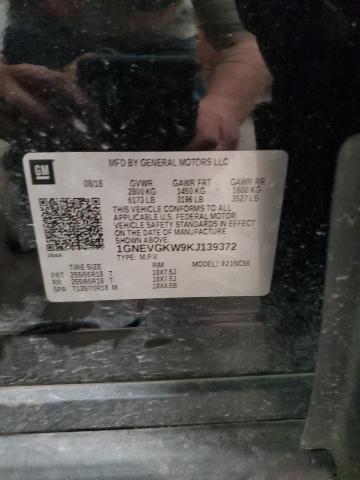 GM
MFD BY GENERAL MOTORS LLC
08/18 GVWR GAWR FRT GAWR RR
2800 KG 1450 KG 1600 KG
6173 LB 3196 LB 3527 LB
THIS VEHICLE CONFORMS TO ALL
APPLICABLE U.S. FEDERAL MOTOR
VEHICLE SAFETY STANDARDS IN EFFECT
ON THE DATE OF MANUFACTURE
SHOWN ABOVE.
1GNEVGKW9KJ139372
TYPE: M.P.V.
TIRE SIZE RIM MODEL: 921NC56
FRT 255/65R18 T 18X7.5J
RR 255/65R18 T 18X7.5J
SPA T135/70R18 M 18X4.5B